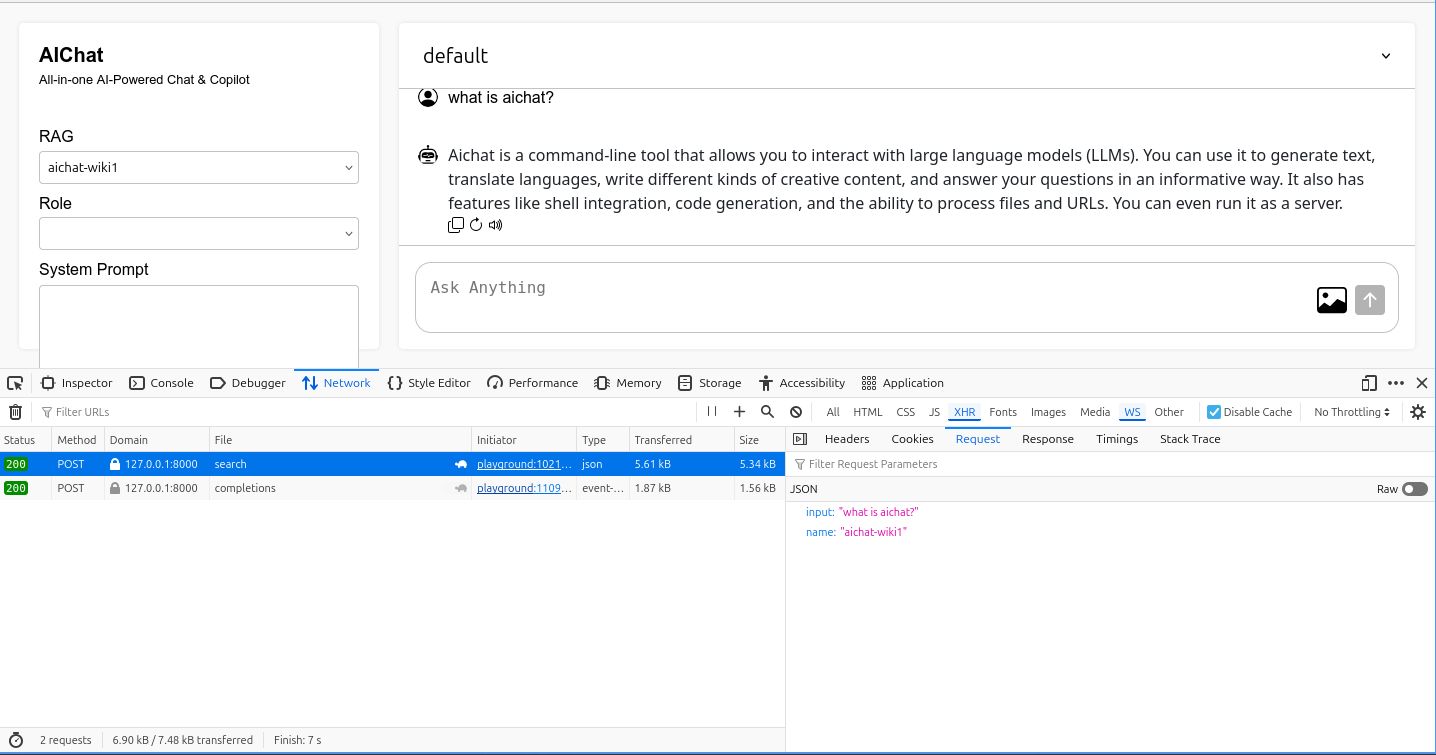 AIChat
All-in-one AI-Powered Chat & Copilot
RAG
aichat-wiki1
Role
System Prompt
default
what is aichat?
Aichat is a command-line tool that allows you to interact with large language models (LLMs). You can use it to generate text,
translate languages, write different kinds of creative content, and answer your questions in an informative way. It also has
features like shell integration, code generation, and the ability to process files and URLs. You can even run it as a server.
Ask Anything
Inspector Console Debugger Network Style Editor Performance Memory Storage Accessibility Application
Filter URLs All HTML CSS JS XHR Fonts Images Media WS Other Disable Cache No Throttling
Status Method Domain File Initiator Type Transferred Size
200 POST 127.0.0.1:8000 search playground:1021... json 5.61 kB 5.34 kB
200 POST 127.0.0.1:8000 completions playground:1109... event-... 1.87 kB 1.56 kB
Headers Cookies Request Response Timings Stack Trace
Filter Request Parameters
JSON Raw
input: "what is aichat?"
name: "aichat-wiki1"
2 requests 6.90 kB / 7.48 kB transferred Finish: 7 s